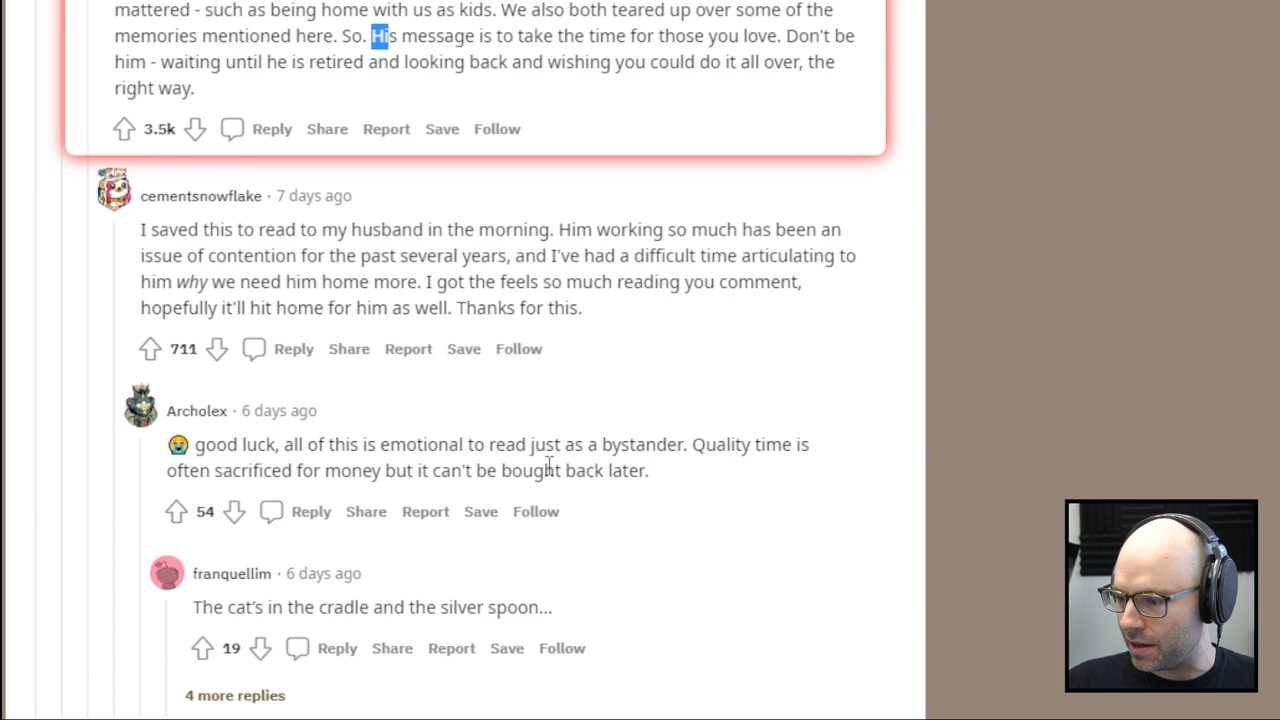 mattered - such as being home with us as kids. We also both teared up over some of the
memories mentioned here. So. His message is to take the time for those you love. Don't be
him - waiting until he is retired and looking back and wishing you could do it all over, the
right way.
3.5k Reply Share Report Save Follow
cementsnowflake · 7 days ago
I saved this to read to my husband in the morning. Him working so much has been an
issue of contention for the past several years, and I've had a difficult time articulating to
him why we need him home more. I got the feels so much reading you comment,
hopefully it'll hit home for him as well. Thanks for this.
711 Reply Share Report Save Follow
Archolex · 6 days ago
😭 good luck, all of this is emotional to read just as a bystander. Quality time is
often sacrificed for money but it can't be bought back later.
54 Reply Share Report Save Follow
franquellim · 6 days ago
The cat’s in the cradle and the silver spoon...
19 Reply Share Report Save Follow
4 more replies